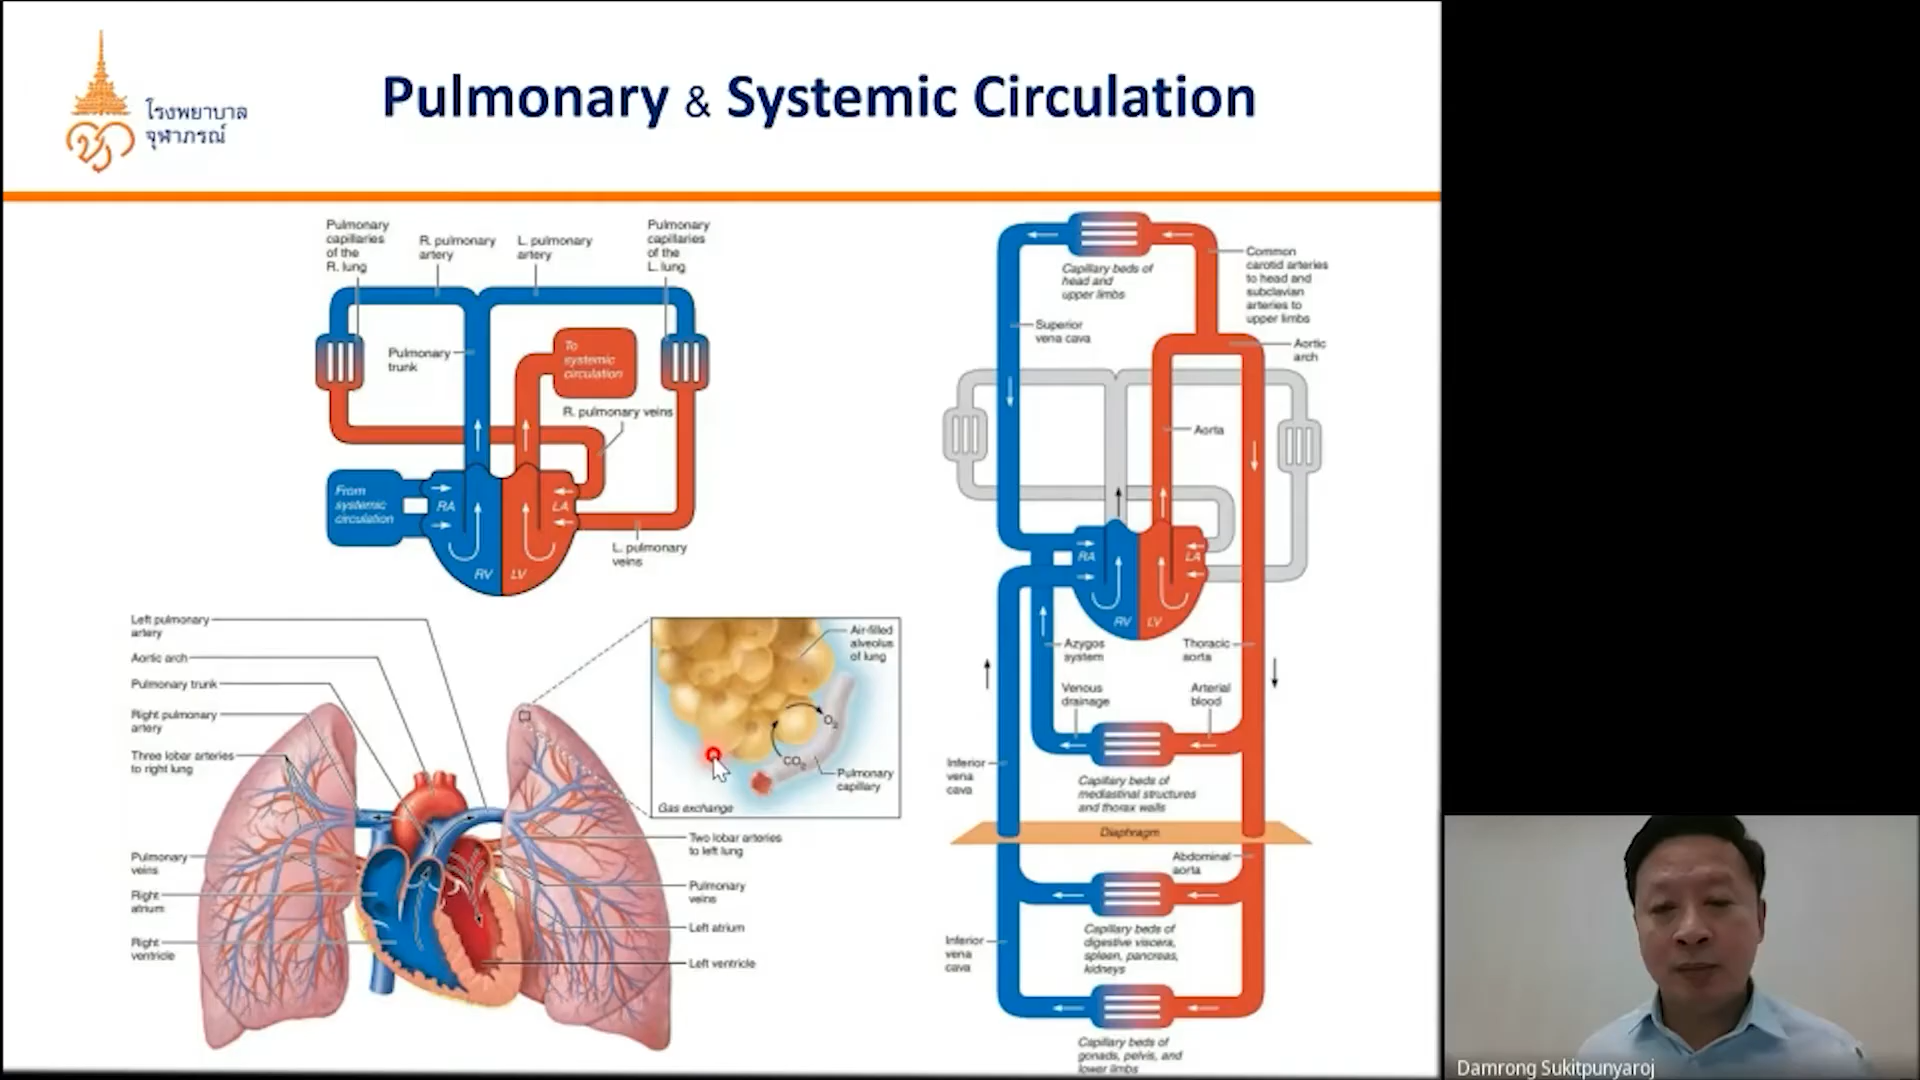 โรงพยาบาล
จุฬาภรณ์
Pulmonary & Systemic Circulation
Pulmonary
capillaries
of the
R. lung
R. pulmonary
artery
L. pulmonary
artery
Pulmonary
capillaries
of the
L. lung
Pulmonary
trunk
To
systemic
circulation
R. pulmonary veins
From
systemic
circulation
RA
LA
RV
LV
L. pulmonary
veins
Left pulmonary
artery
Aortic arch
Pulmonary trunk
Right pulmonary
artery
Three lobar arteries
to right lung
Pulmonary
veins
Right
atrium
Right
ventricle
Air-filled
alveolus
of lung
O2
CO2
Pulmonary
capillary
Gas exchange
Two lobar arteries
to left lung
Pulmonary
veins
Left atrium
Left ventricle
Capillary beds of
head and
upper limbs
Common
carotid arteries
to head and
subclavian
arteries to
upper limbs
Superior
vena cava
Aortic
arch
Aorta
RA
LA
RV
LV
Azygos
system
Thoracic
aorta
Venous
drainage
Arterial
blood
Inferior
vena
cava
Capillary beds of
mediastinal structures
and thorax walls
Diaphragm
Abdominal
aorta
Capillary beds of
digestive viscera,
spleen, pancreas,
kidneys
Inferior
vena
cava
Capillary beds of
gonads, pelvis, and
lower limbs
Damrong Sukitpunyaroj